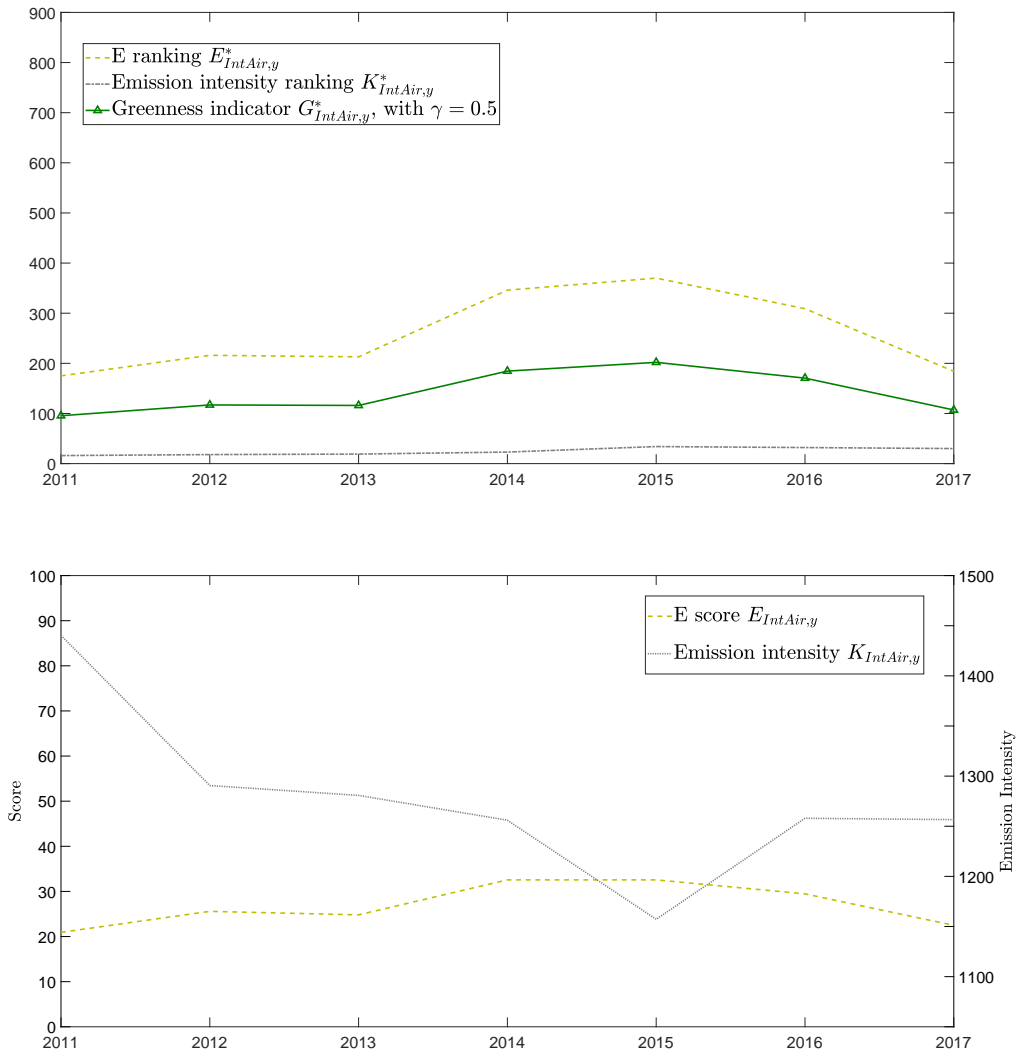 900
800
700
600
500
400
300
200
100
0
E ranking E*IntAir,y
Emission intensity ranking K*IntAir,y
Greenness indicator G*IntAir,y, with γ = 0.5
2011 2012 2013 2014 2015 2016 2017
Score
100
90
80
70
60
50
40
30
20
10
0
E score EIntAir,y
Emission intensity KIntAir,y
1500
1400
1300
1200
1100
Emission Intensity
2011 2012 2013 2014 2015 2016 2017